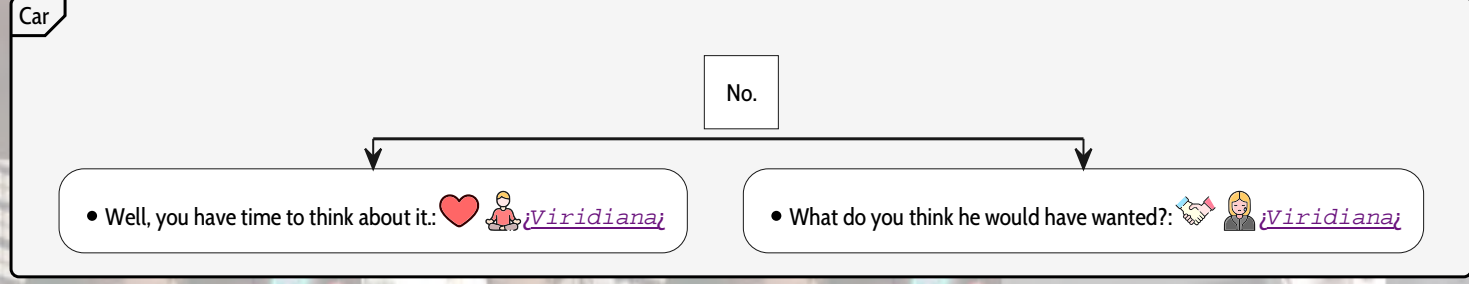 Car
No.
• Well, you have time to think about it.: ¿Viridiana¿
• What do you think he would have wanted?: ¿Viridiana¿